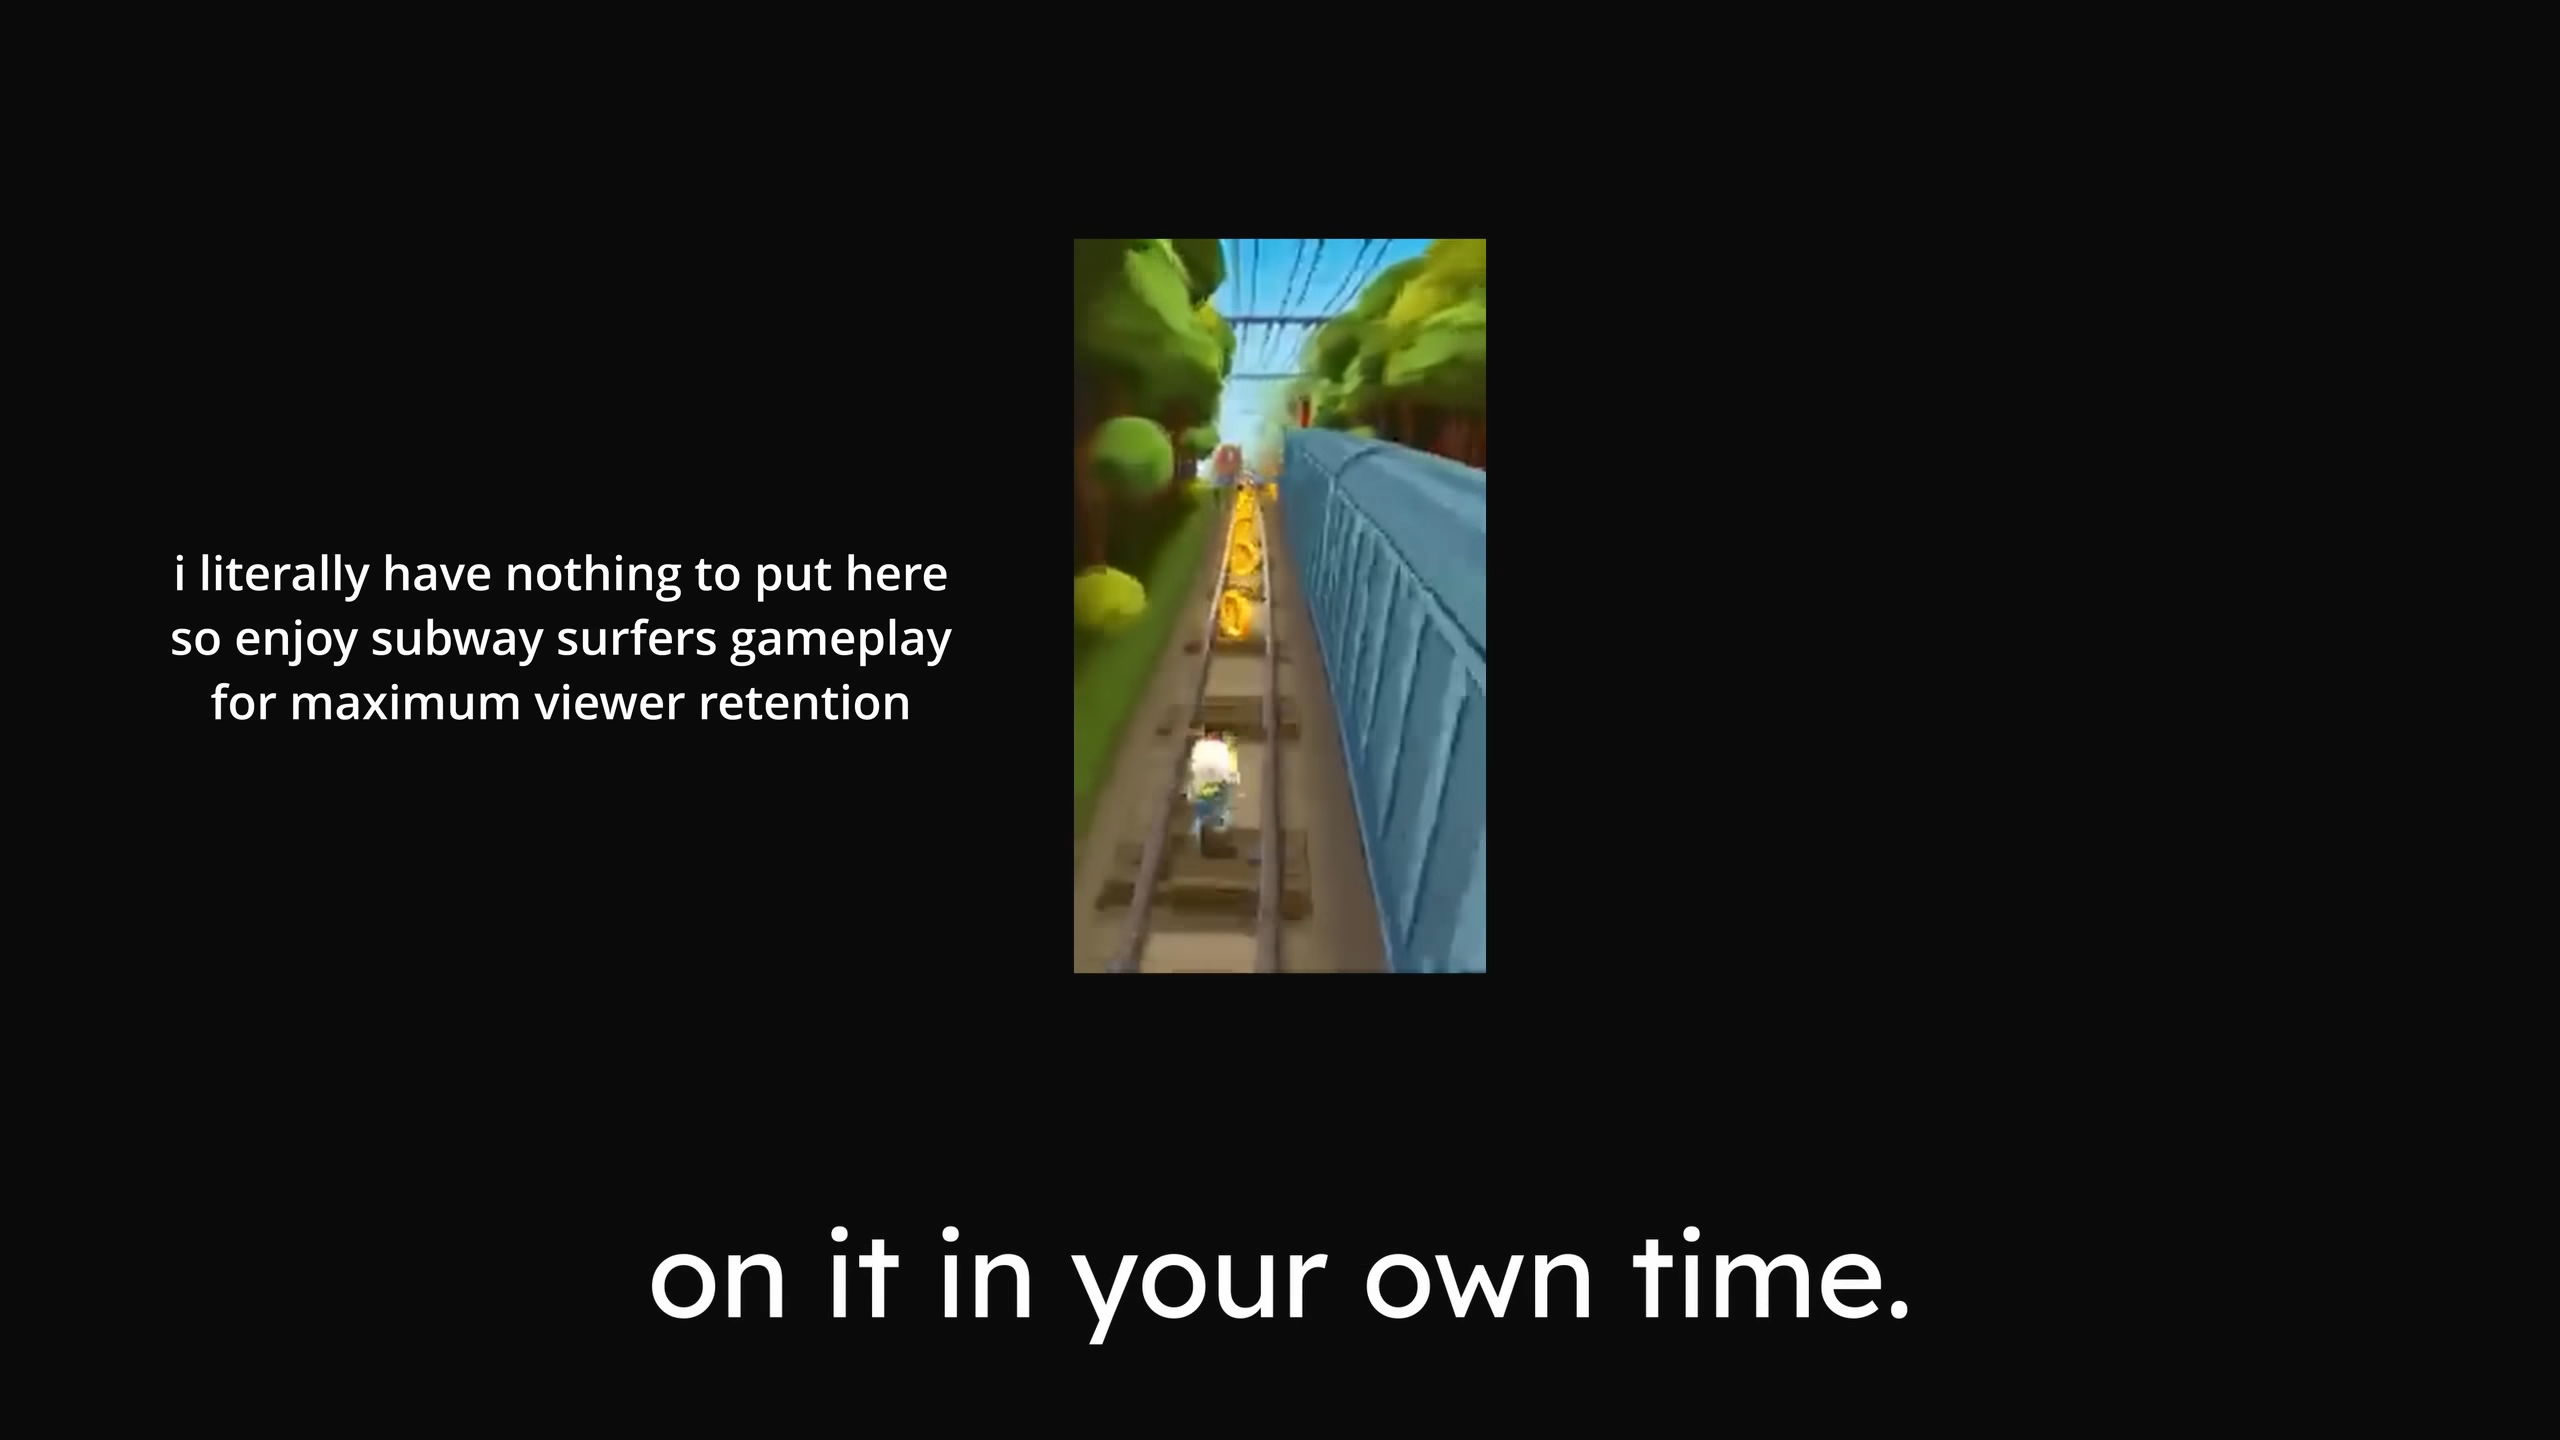 i literally have nothing to put here
so enjoy subway surfers gameplay
for maximum viewer retention
on it in your own time.